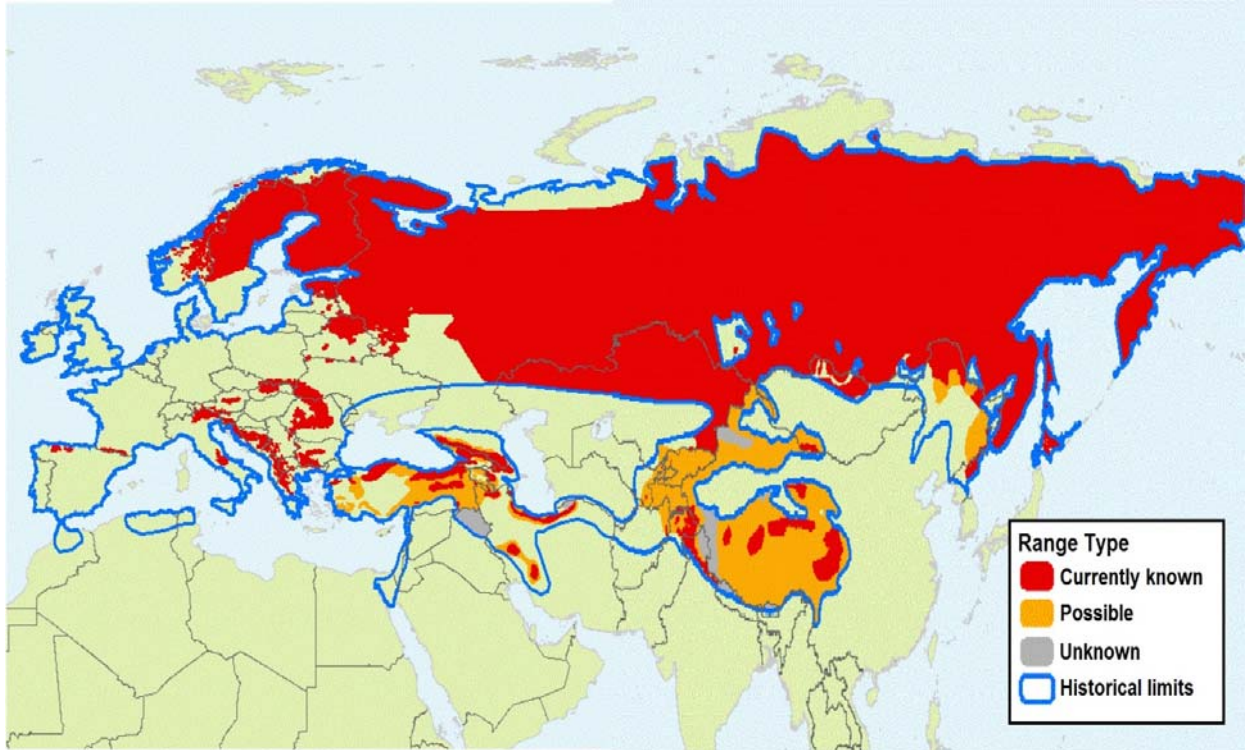 Range Type
Currently known
Possible
Unknown
Historical limits